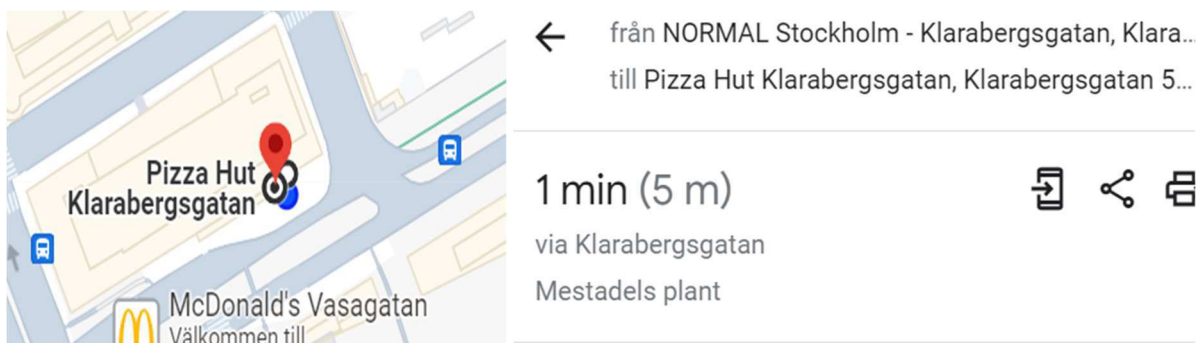 Pizza Hut
Klarabergsgatan
McDonald's Vasagatan
Välkommen till
från NORMAL Stockholm - Klarabergsgatan, Klara...
till Pizza Hut Klarabergsgatan, Klarabergsgatan 5...
1 min (5 m)
via Klarabergsgatan
Mestadels plant